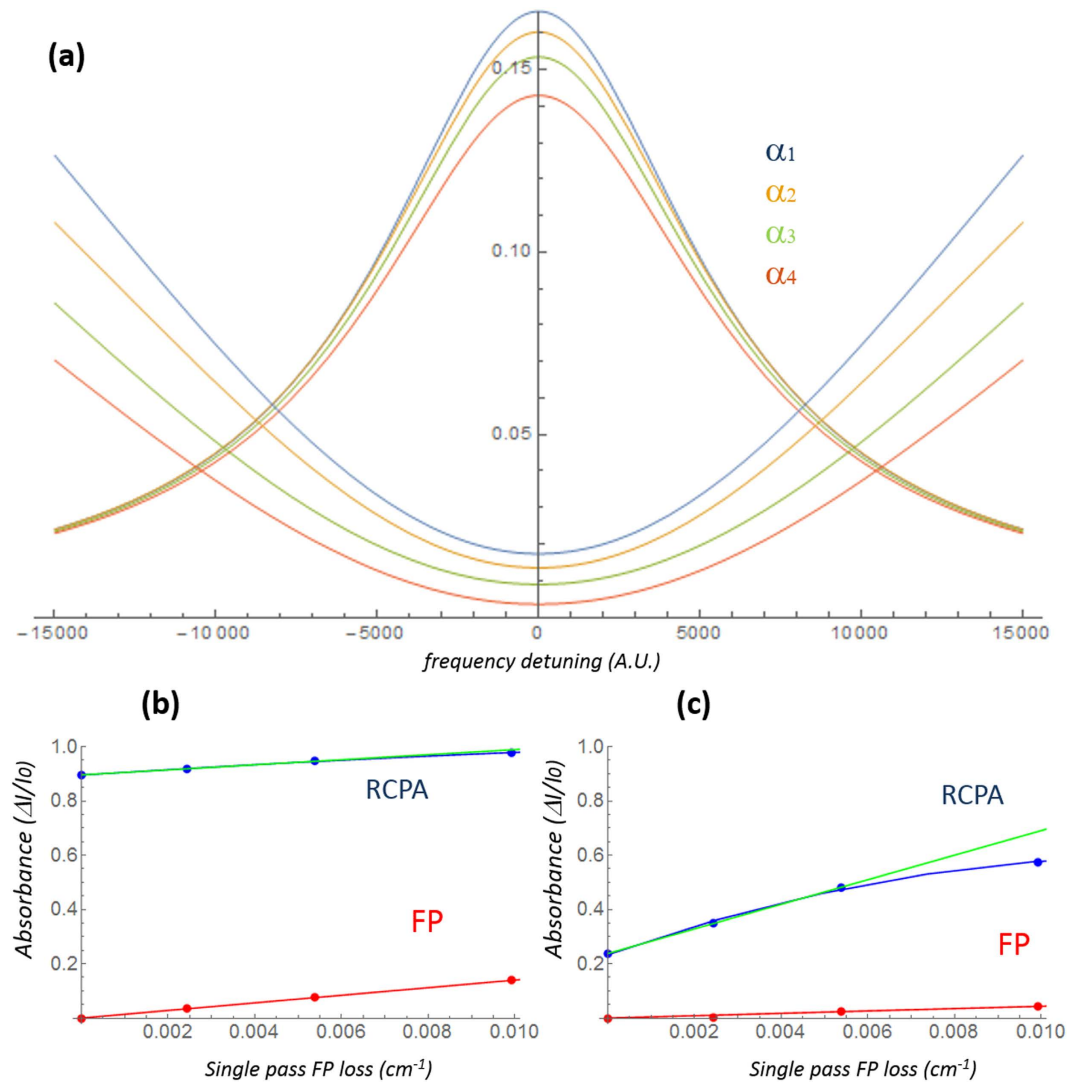 (a)
0.15
α1
α2
α3
α4
0.10
0.05
−15000 −10000 −5000 0 5000 10000 15000
frequency detuning (A.U.)
(b)
1.0
0.8
0.6
0.4
0.2
RCPA
FP
0.002 0.004 0.006 0.008 0.010
Absorbance (ΔI/I0)
Single pass FP loss (cm-1)
(c)
1.0
0.8
0.6
0.4
0.2
RCPA
FP
0.002 0.004 0.006 0.008 0.010
Absorbance (ΔI/I0)
Single pass FP loss (cm-1)